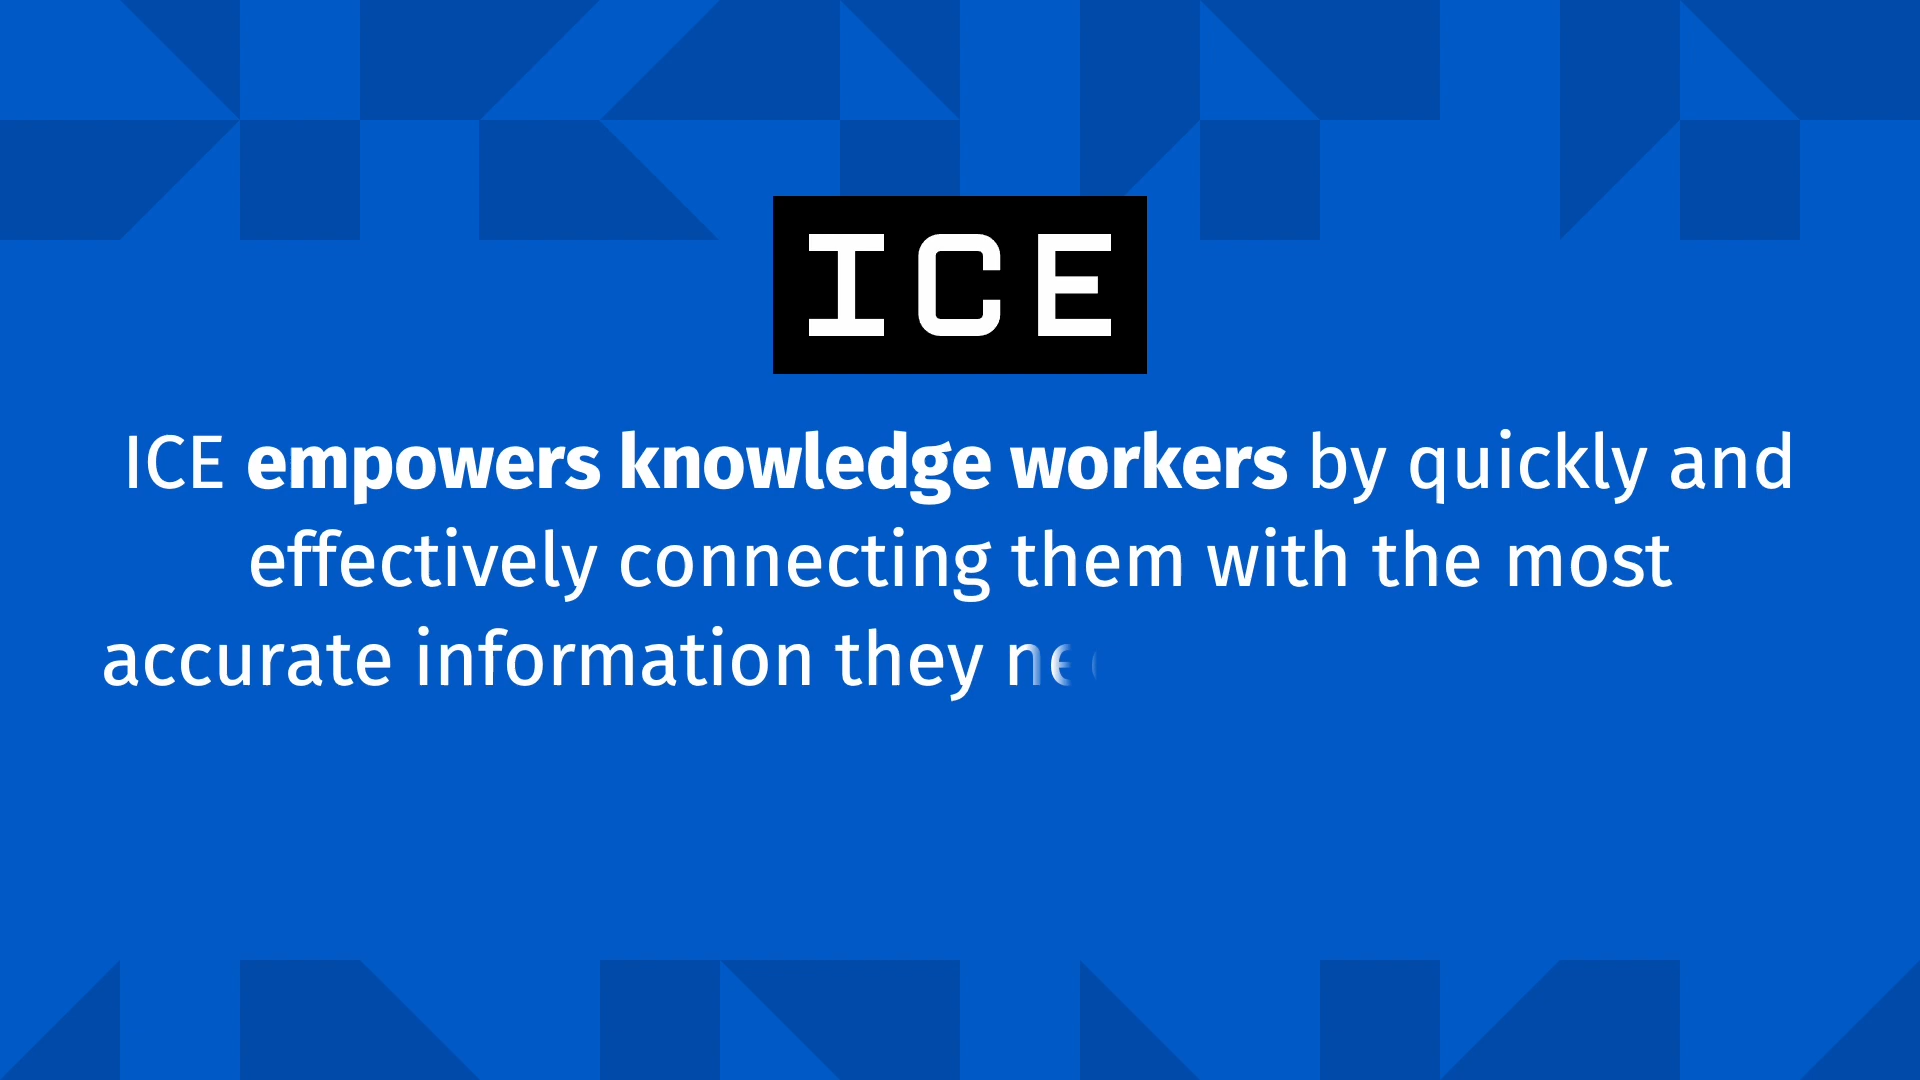 ICE
ICE empowers knowledge workers by quickly and
effectively connecting them with the most
accurate information they